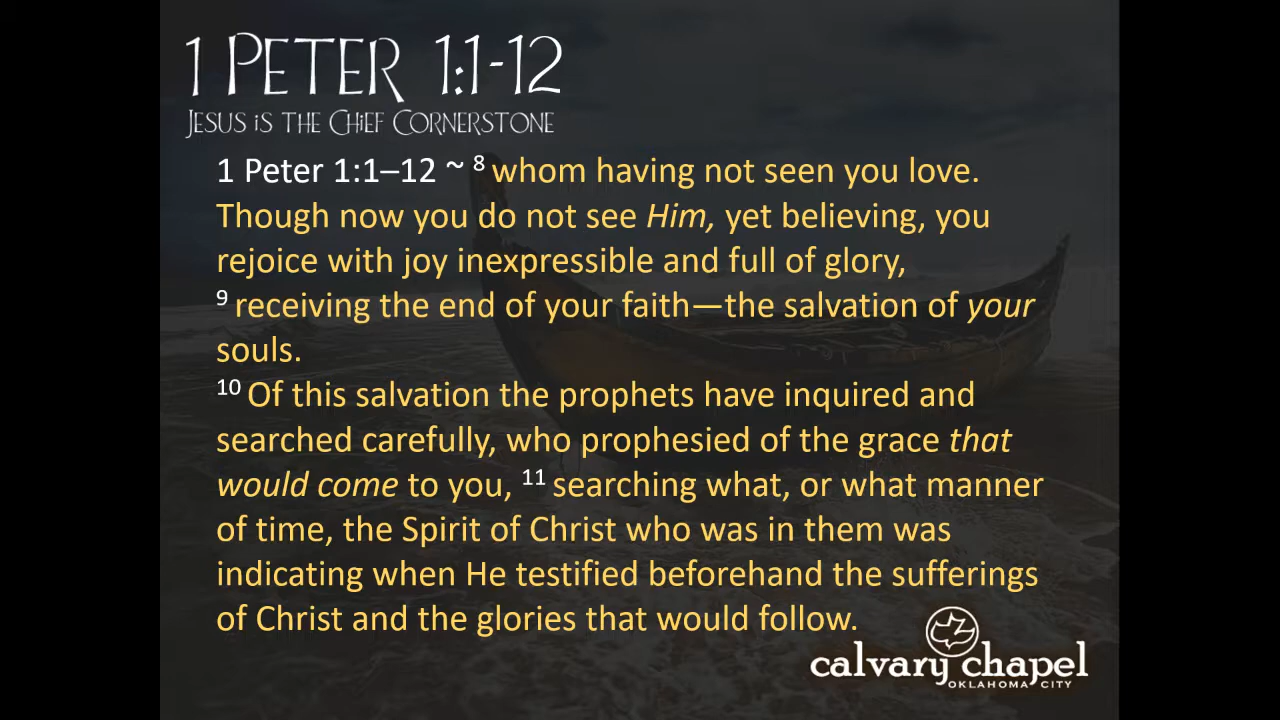 1 PETER 1:1-12
JESUS iS THE CHiEF CORNERSTONE
1 Peter 1:1–12 ~ 8 whom having not seen you love.
Though now you do not see Him, yet believing, you
rejoice with joy inexpressible and full of glory,
9 receiving the end of your faith—the salvation of your
souls.
10 Of this salvation the prophets have inquired and
searched carefully, who prophesied of the grace that
would come to you, 11 searching what, or what manner
of time, the Spirit of Christ who was in them was
indicating when He testified beforehand the sufferings
of Christ and the glories that would follow.
calvary chapel
OKLAHOMA CITY